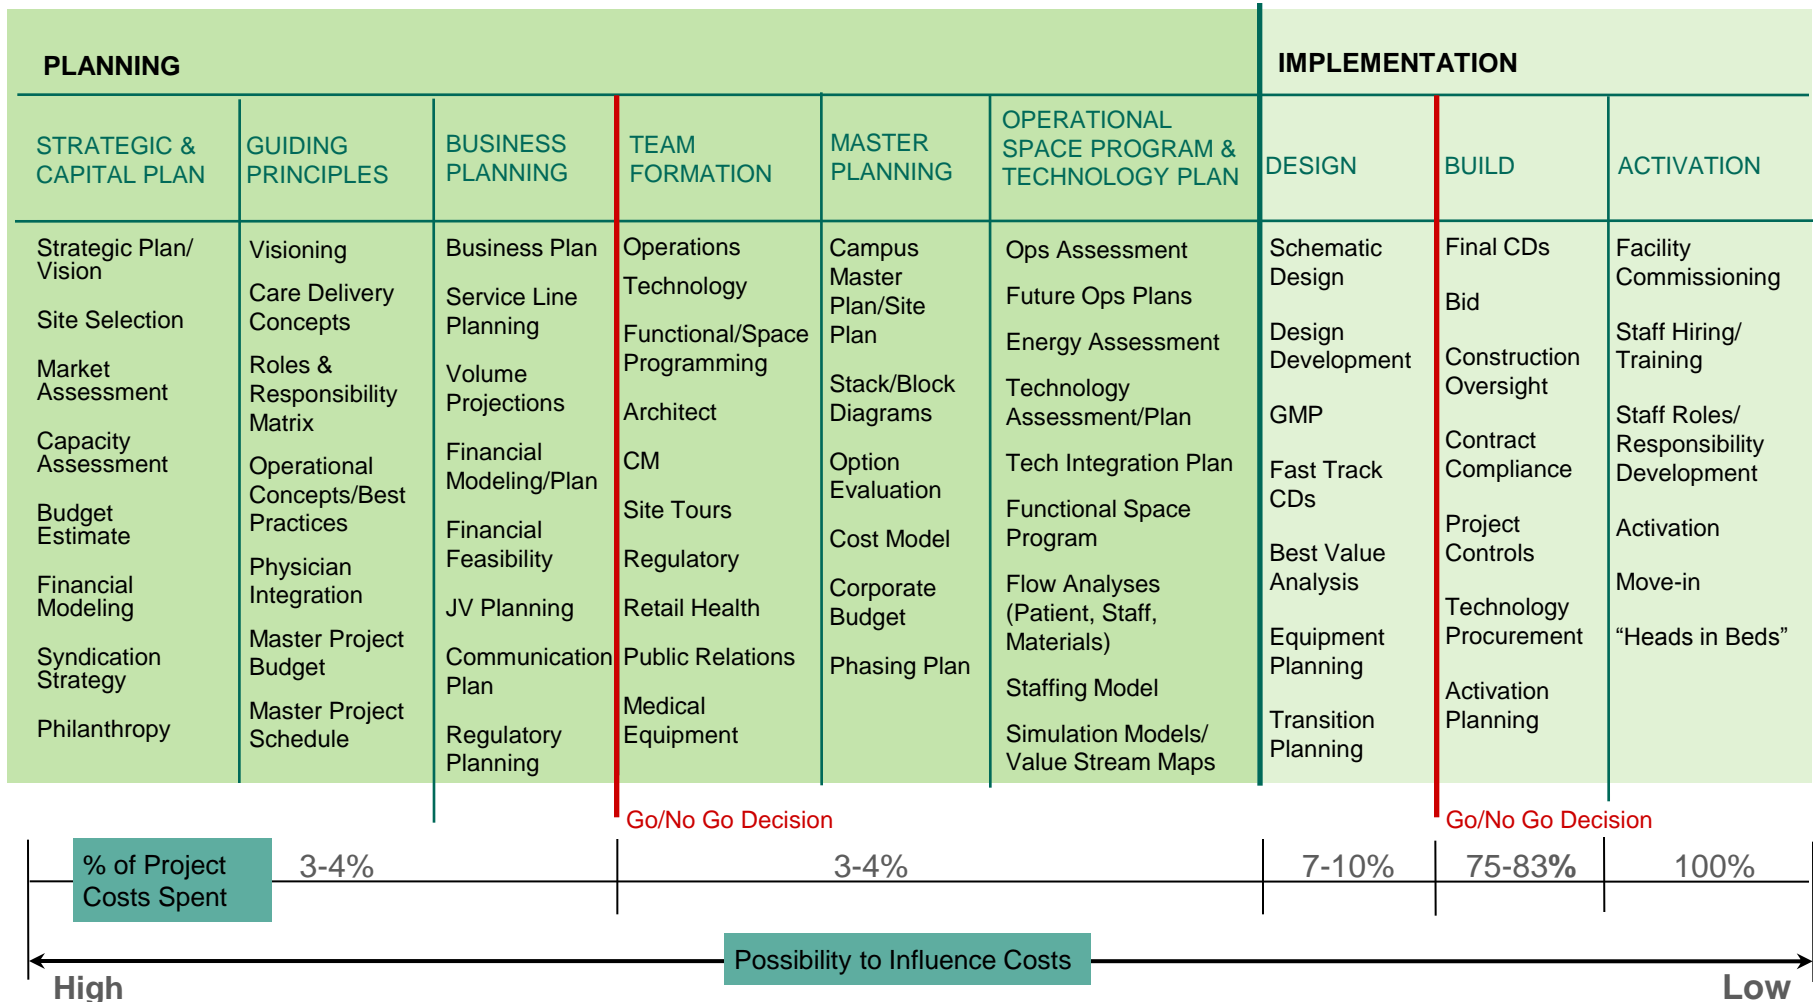 PLANNING
IMPLEMENTATION
STRATEGIC &
CAPITAL PLAN
GUIDING
PRINCIPLES
BUSINESS
PLANNING
TEAM
FORMATION
MASTER
PLANNING
OPERATIONAL
SPACE PROGRAM &
TECHNOLOGY PLAN
DESIGN
BUILD
ACTIVATION
Strategic Plan/
Vision
Site Selection
Market
Assessment
Capacity
Assessment
Budget
Estimate
Financial
Modeling
Syndication
Strategy
Philanthropy
Visioning
Care Delivery
Concepts
Roles &
Responsibility
Matrix
Operational
Concepts/Best
Practices
Physician
Integration
Master Project
Budget
Master Project
Schedule
Business Plan
Service Line
Planning
Volume
Projections
Financial
Modeling/Plan
Financial
Feasibility
JV Planning
Communication
Plan
Regulatory
Planning
Operations
Technology
Functional/Space
Programming
Architect
CM
Site Tours
Regulatory
Retail Health
Public Relations
Medical
Equipment
Campus
Master
Plan/Site
Plan
Stack/Block
Diagrams
Option
Evaluation
Cost Model
Corporate
Budget
Phasing Plan
Ops Assessment
Future Ops Plans
Energy Assessment
Technology
Assessment/Plan
Tech Integration Plan
Functional Space
Program
Flow Analyses
(Patient, Staff,
Materials)
Staffing Model
Simulation Models/
Value Stream Maps
Schematic
Design
Design
Development
GMP
Fast Track
CDs
Best Value
Analysis
Equipment
Planning
Transition
Planning
Final CDs
Bid
Construction
Oversight
Contract
Compliance
Project
Controls
Technology
Procurement
Activation
Planning
Facility
Commissioning
Staff Hiring/
Training
Staff Roles/
Responsibility
Development
Activation
Move-in
“Heads in Beds”
Go/No Go Decision
Go/No Go Decision
% of Project
Costs Spent
3-4%
3-4%
7-10%
75-83%
100%
Possibility to Influence Costs
High
Low